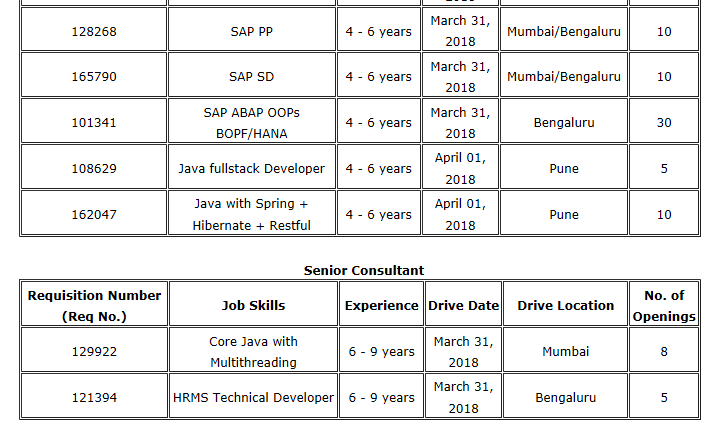 2018
128268 SAP PP 4 - 6 years March 31, 2018 Mumbai/Bengaluru 10
165790 SAP SD 4 - 6 years March 31, 2018 Mumbai/Bengaluru 10
101341 SAP ABAP OOPs BOPF/HANA 4 - 6 years March 31, 2018 Bengaluru 30
108629 Java fullstack Developer 4 - 6 years April 01, 2018 Pune 5
162047 Java with Spring + Hibernate + Restful 4 - 6 years April 01, 2018 Pune 10
Senior Consultant
Requisition Number (Req No.) Job Skills Experience Drive Date Drive Location No. of Openings
129922 Core Java with Multithreading 6 - 9 years March 31, 2018 Mumbai 8
121394 HRMS Technical Developer 6 - 9 years March 31, 2018 Bengaluru 5